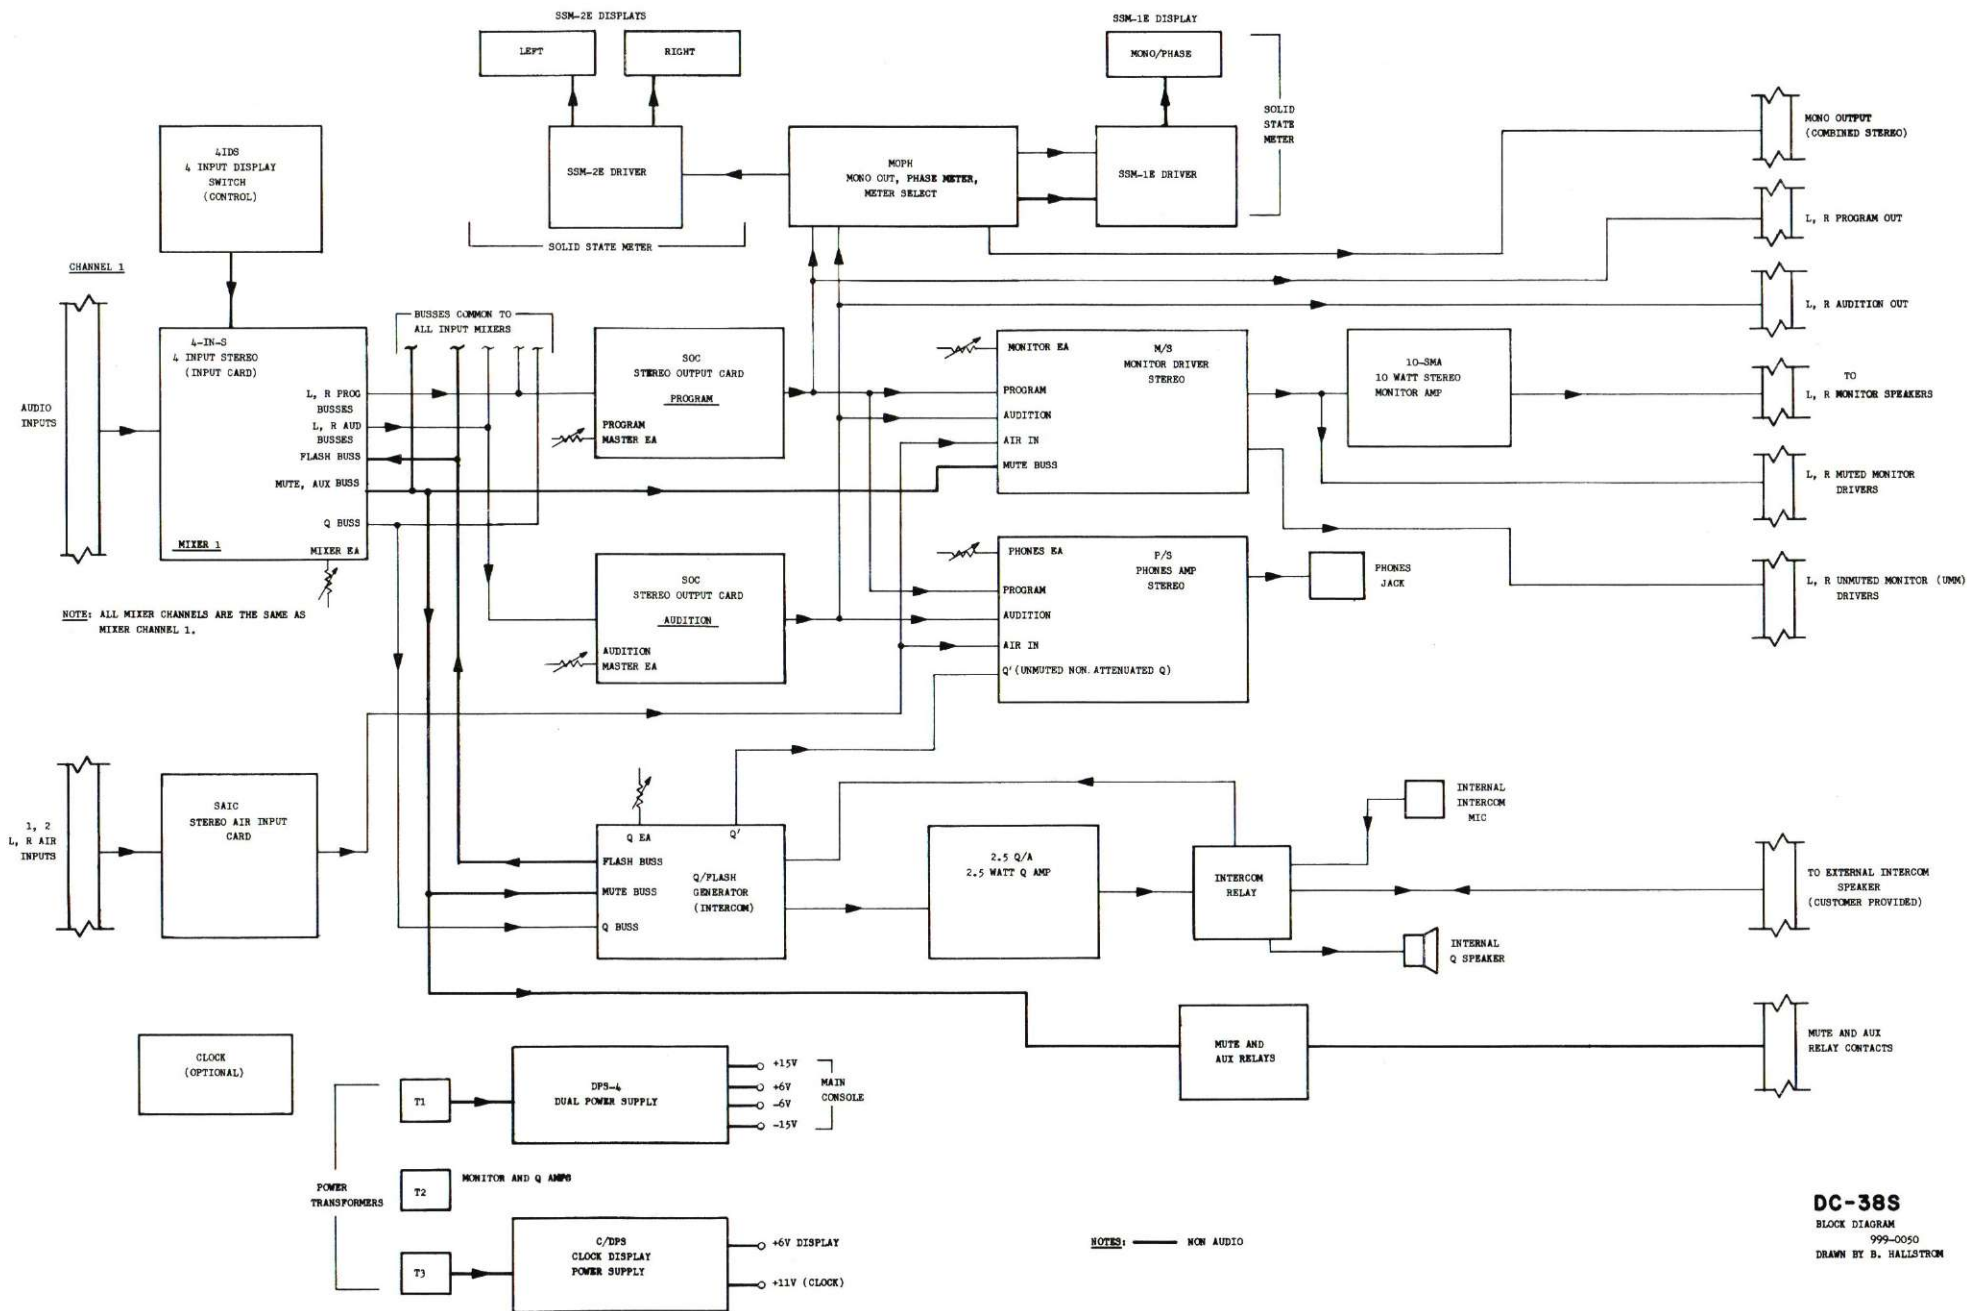 SSM-2E DISPLAYS
LEFT
RIGHT
SSM-1E DISPLAY
MONO/PHASE
SOLID
STATE
METER
4IDS
4 INPUT DISPLAY
SWITCH
(CONTROL)
SSM-2E DRIVER
MOPH
MONO OUT, PHASE METER,
METER SELECT
SSM-1E DRIVER
SOLID STATE METER
MONO OUTPUT
(COMBINED STEREO)
L, R PROGRAM OUT
L, R AUDITION OUT
CHANNEL 1
AUDIO
INPUTS
4-IN-S
4 INPUT STEREO
(INPUT CARD)
L, R PROG
BUSSES
L, R AUD
BUSSES
FLASH BUSS
MUTE, AUX BUSS
Q BUSS
MIXER 1
MIXER EA
BUSSES COMMON TO
ALL INPUT MIXERS
SOC
STEREO OUTPUT CARD
PROGRAM
PROGRAM
MASTER EA
MONITOR EA
M/S
MONITOR DRIVER
STEREO
PROGRAM
AUDITION
AIR IN
MUTE BUSS
10-SMA
10 WATT STEREO
MONITOR AMP
TO
L, R MONITOR SPEAKERS
L, R MUTED MONITOR
DRIVERS
NOTE: ALL MIXER CHANNELS ARE THE SAME AS
MIXER CHANNEL 1.
SOC
STEREO OUTPUT CARD
AUDITION
AUDITION
MASTER EA
PHONES EA
P/S
PHONES AMP
STEREO
PROGRAM
AUDITION
AIR IN
Q' (UNMUTED NON. ATTENUATED Q)
PHONES
JACK
L, R UNMUTED MONITOR (UMM)
DRIVERS
1, 2
L, R AIR
INPUTS
SAIC
STEREO AIR INPUT
CARD
Q EA
Q'
FLASH BUSS
MUTE BUSS
Q BUSS
Q/FLASH
GENERATOR
(INTERCOM)
2.5 Q/A
2.5 WATT Q AMP
INTERCOM
RELAY
INTERNAL
INTERCOM
MIC
TO EXTERNAL INTERCOM
SPEAKER
(CUSTOMER PROVIDED)
INTERNAL
Q SPEAKER
MUTE AND
AUX RELAYS
MUTE AND AUX
RELAY CONTACTS
CLOCK
(OPTIONAL)
POWER
TRANSFORMERS
T1
DPS-4
DUAL POWER SUPPLY
+15V
+6V
-6V
-15V
MAIN
CONSOLE
T2
MONITOR AND Q AMPS
T3
C/DPS
CLOCK DISPLAY
POWER SUPPLY
+6V DISPLAY
+11V (CLOCK)
NOTES: NON AUDIO
DC-38S
BLOCK DIAGRAM
999-0050
DRAWN BY B. HALLSTROM